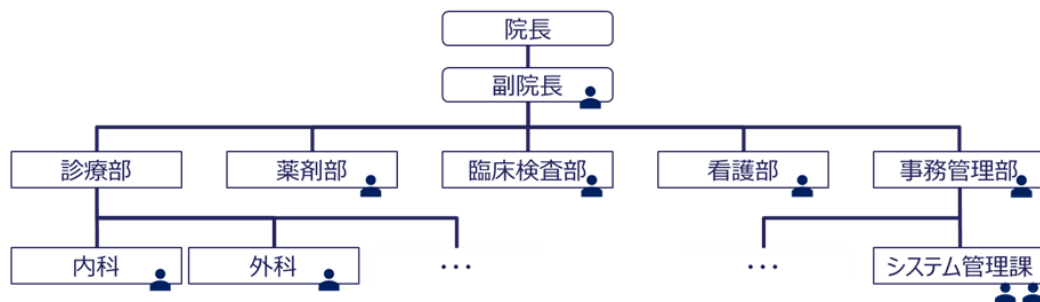 院長
副院長
診療部
薬剤部
臨床検査部
看護部
事務管理部
内科
外科
...
...
システム管理課